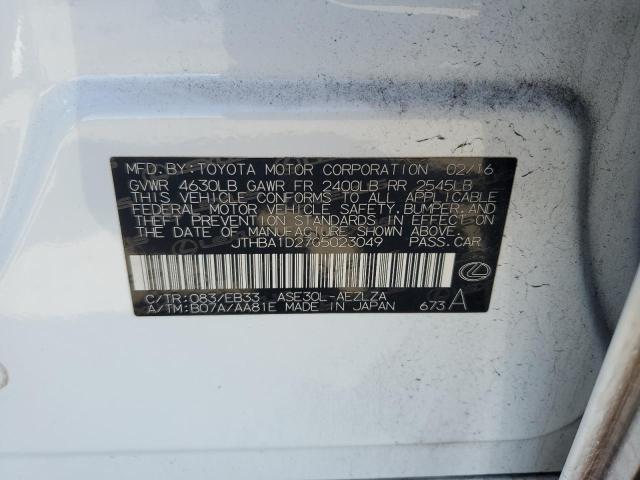 MFD.BY:TOYOTA MOTOR CORPORATION 02/16
GVWR 4630LB GAWR FR 2400LB RR 2545LB
THIS VEHICLE CONFORMS TO ALL APPLICABLE
FEDERAL MOTOR VEHICLE SAFETY,BUMPER,AND
THEFT PREVENTION STANDARDS IN EFFECT ON
THE DATE OF MANUFACTURE SHOWN ABOVE.
JTHBA1D27G5023049 PASS.CAR
C/TR:083/EB33 ASE30L-AEZLZA
A/TM:B07A/AA81E MADE IN JAPAN 673 A